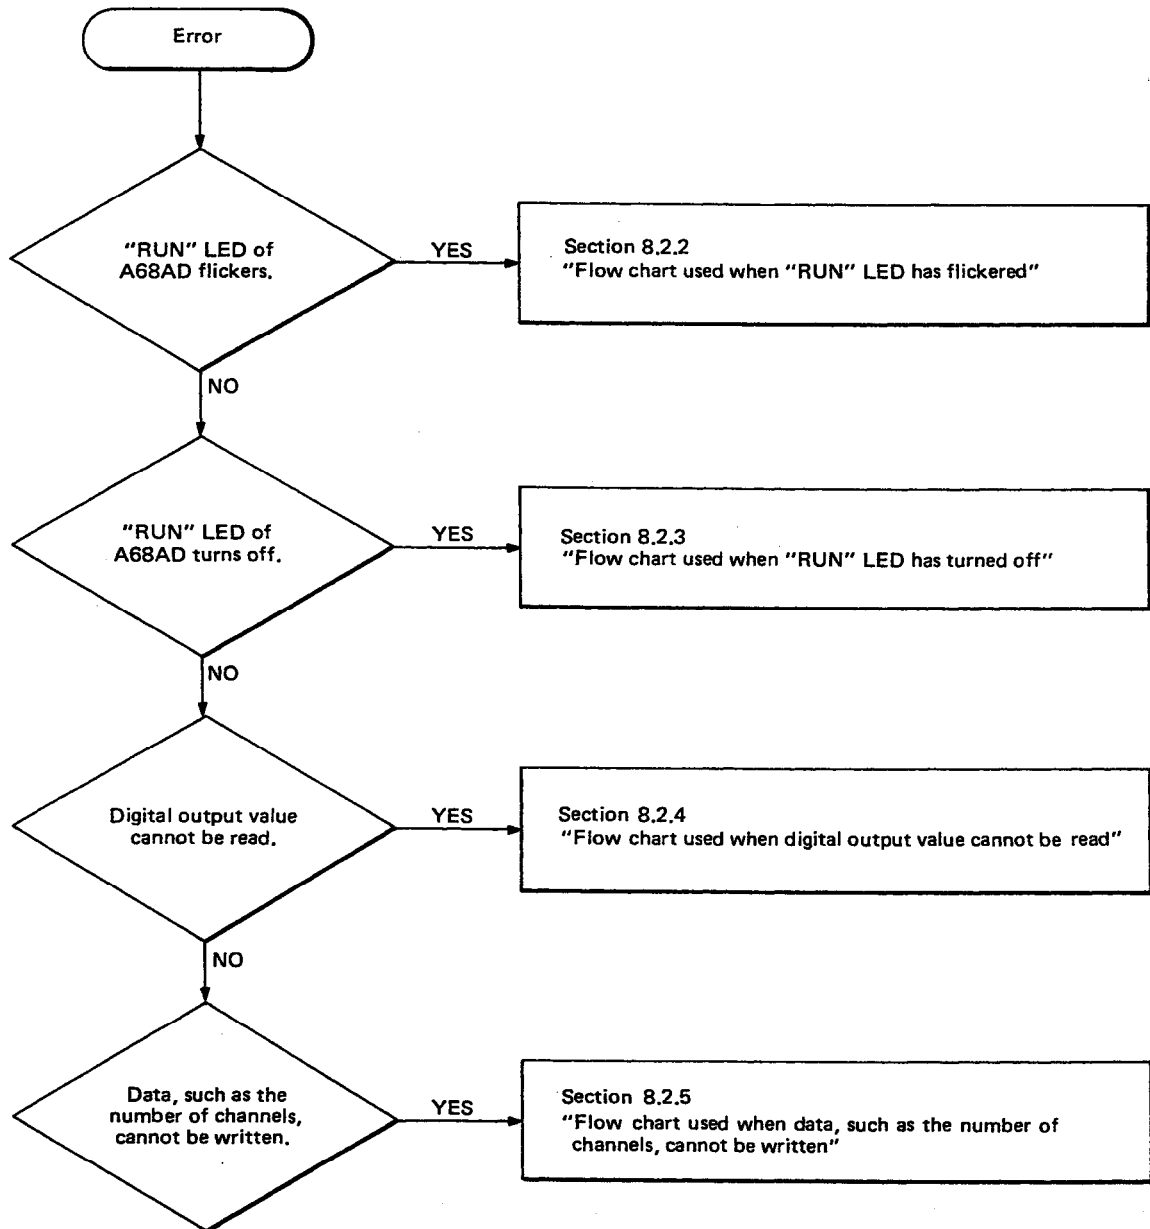 Error
"RUN" LED of
A68AD flickers.
YES
Section 8.2.2
"Flow chart used when "RUN" LED has flickered"
NO
"RUN" LED of
A68AD turns off.
YES
Section 8.2.3
"Flow chart used when "RUN" LED has turned off"
NO
Digital output value
cannot be read.
YES
Section 8.2.4
"Flow chart used when digital output value cannot be read"
NO
Data, such as the
number of channels,
cannot be written.
YES
Section 8.2.5
"Flow chart used when data, such as the number of
channels, cannot be written"